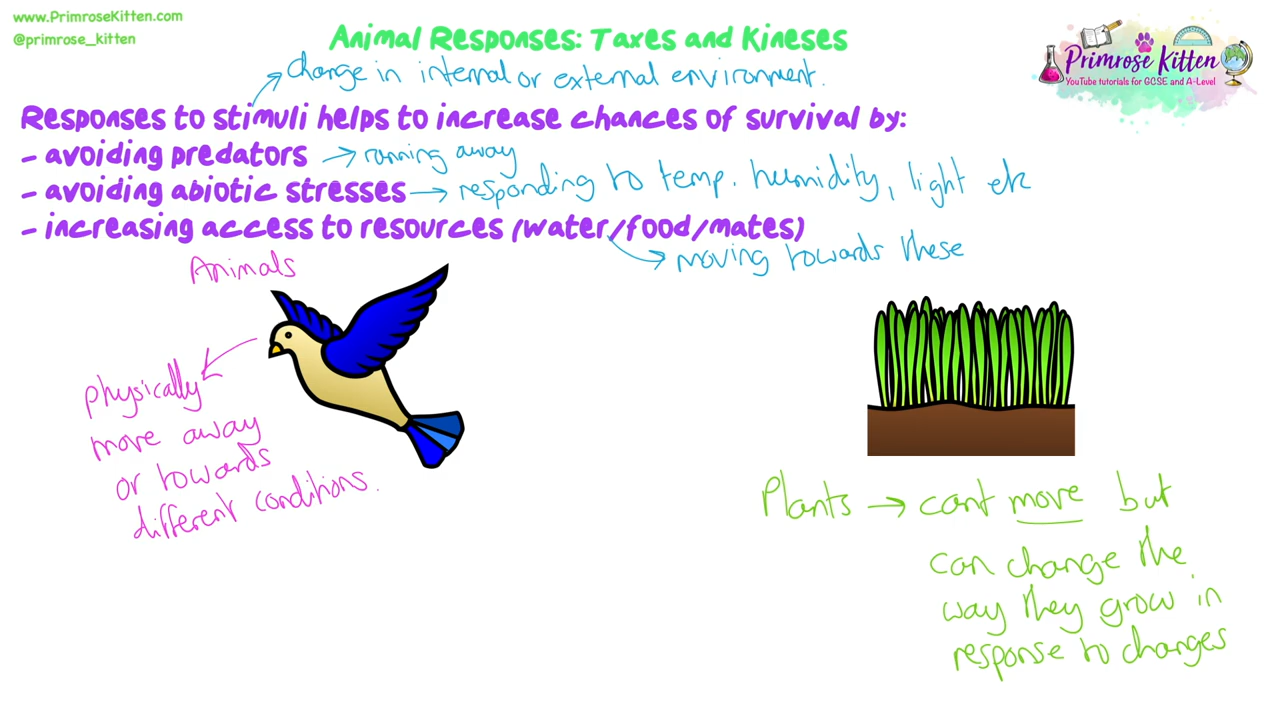 www.PrimroseKitten.com
@primrose_kitten
Animal Responses: Taxes and Kineses
Primrose Kitten
YouTube tutorials for GCSE and A-Level
change in internal or external environment.
Responses to stimuli helps to increase chances of survival by:
- avoiding predators → running away
- avoiding abiotic stresses → responding to temp. humidity, light etc
- increasing access to resources (water/food/mates)
moving towards these
Animals
physically
move away
or towards
different conditions.
Plants → cant move but
can change the
way they grow in
response to changes